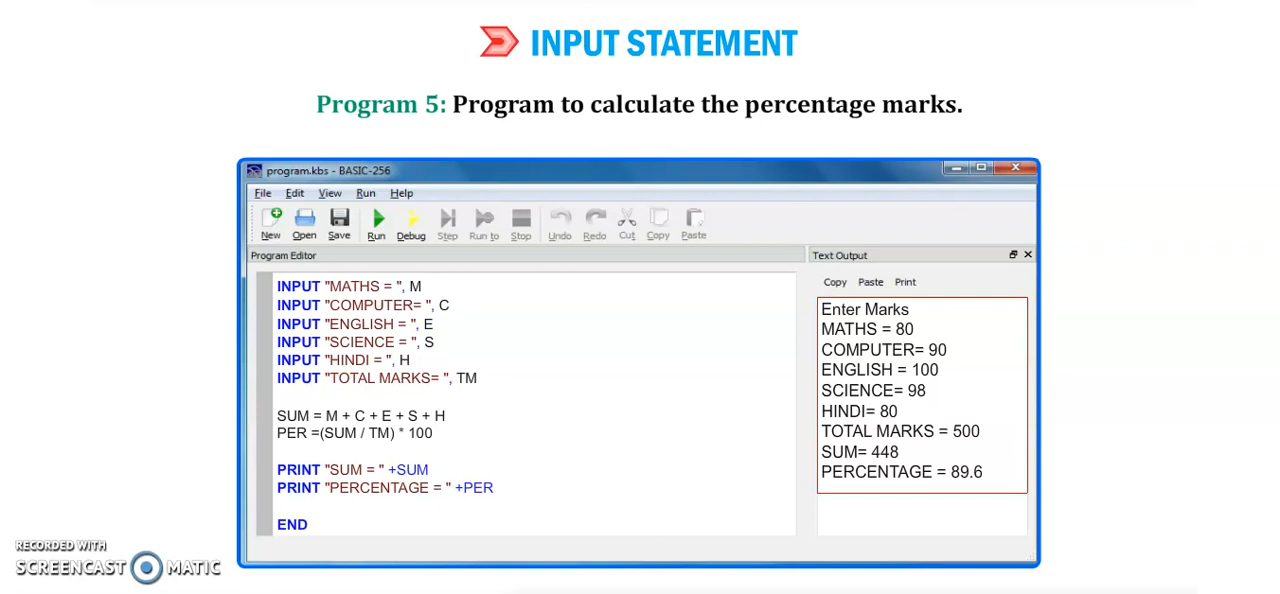 INPUT STATEMENT
Program 5: Program to calculate the percentage marks.
program.kbs - BASIC-256
File Edit View Run Help
New Open Save Run Debug Step Run to Stop Undo Redo Cut Copy Paste
Program Editor
Text Output
Copy Paste Print
INPUT "MATHS = ", M
INPUT "COMPUTER= ", C
INPUT "ENGLISH = ", E
INPUT "SCIENCE = ", S
INPUT "HINDI = ", H
INPUT "TOTAL MARKS= ", TM
SUM = M + C + E + S + H
PER =(SUM / TM) * 100
PRINT "SUM = " +SUM
PRINT "PERCENTAGE = " +PER
END
Enter Marks
MATHS = 80
COMPUTER= 90
ENGLISH = 100
SCIENCE= 98
HINDI= 80
TOTAL MARKS = 500
SUM= 448
PERCENTAGE = 89.6
RECORDED WITH
SCREENCAST MATIC